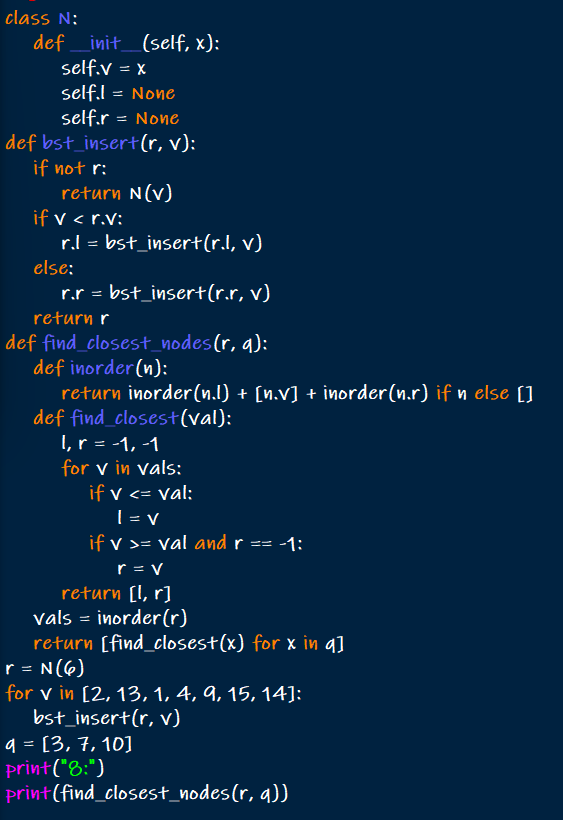 class N:
    def __init__(self, x):
        self.v = x
        self.l = None
        self.r = None
def bst_insert(r, v):
    if not r:
        return N(v)
    if v < r.v:
        r.l = bst_insert(r.l, v)
    else:
        r.r = bst_insert(r.r, v)
    return r
def find_closest_nodes(r, q):
    def inorder(n):
        return inorder(n.l) + [n.v] + inorder(n.r) if n else []
    def find_closest(val):
        l, r = -1, -1
        for v in vals:
            if v <= val:
                l = v
            if v >= val and r == -1:
                r = v
        return [l, r]
    vals = inorder(r)
    return [find_closest(x) for x in q]
r = N(6)
for v in [2, 13, 1, 4, 9, 15, 14]:
    bst_insert(r, v)
q = [3, 7, 10]
print("8:")
print(find_closest_nodes(r, q))